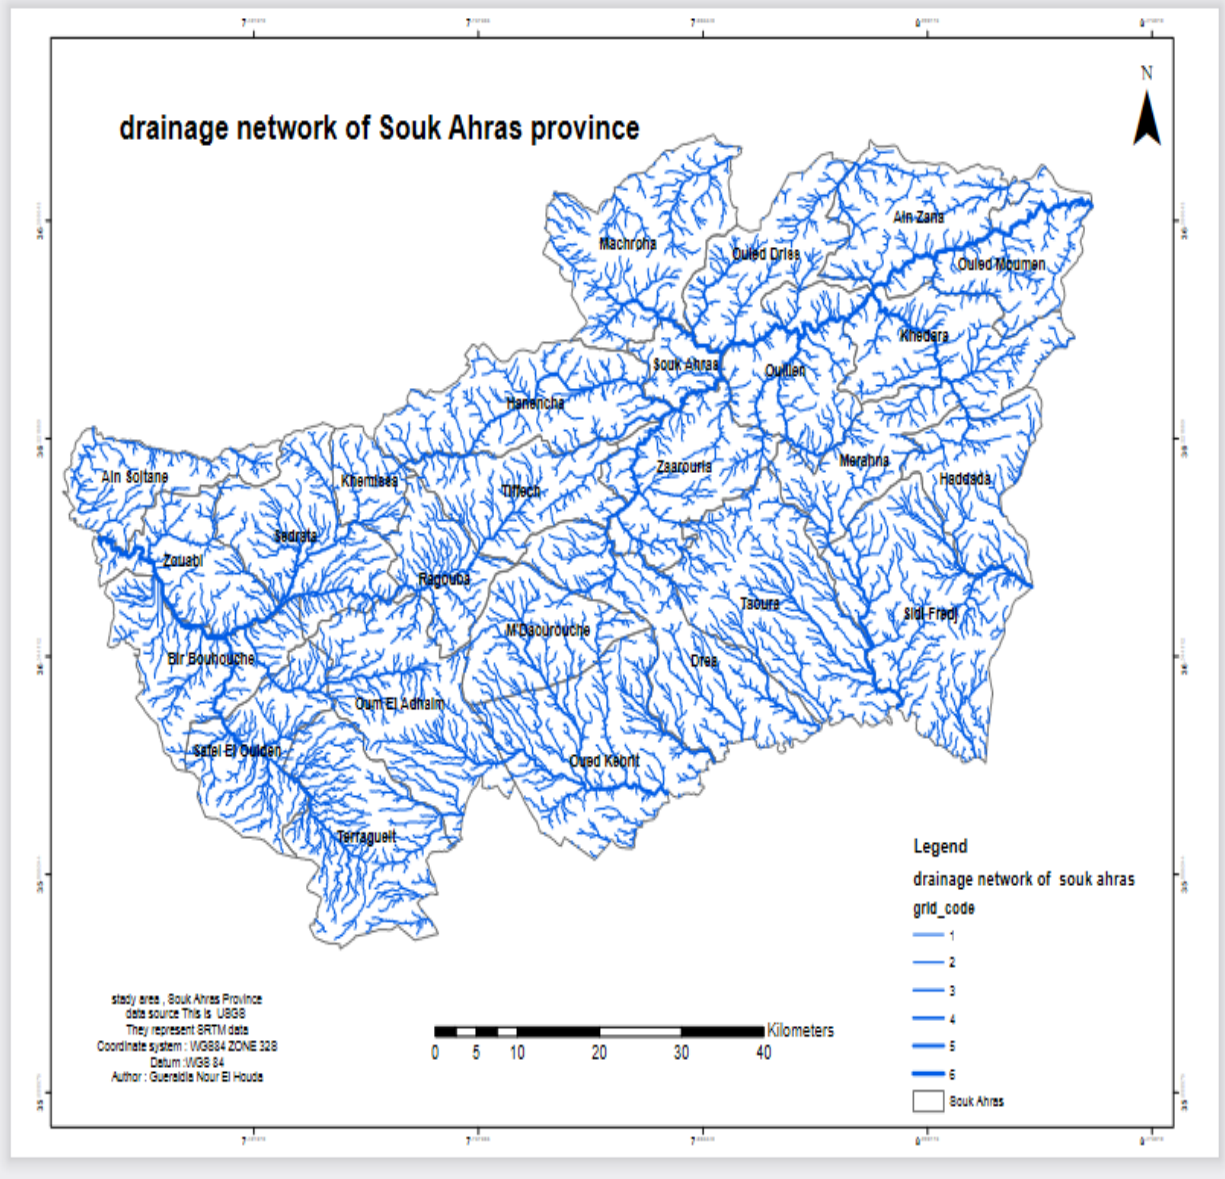 N
drainage network of Souk Ahras province
Machroha
Ain Zana
Ouled Driss
Ouled Moumen
Khedara
Souk Ahras
Ouillen
Hanencha
Merahna
Zaarouria
Ain Soltane
Khemissa
Tiffech
Haddada
Sedrata
Zouabi
Ragouba
Taoura
Sidi Fredj
M'Daourouche
Bir Bouhouche
Drea
Oum El Adhaim
Safel El Ouiden
Oued Kebrit
Terraguelt
Legend
drainage network of souk ahras
grid_code
1
2
3
4
5
6
Souk Ahras
stady area , Souk Ahras Province
data source This is USGS
They represent SRTM data
Coordinate system : WGS84 ZONE 32S
Datum :WGS 84
Author : Gueraidia Nour El Houda
Kilometers
0 5 10 20 30 40